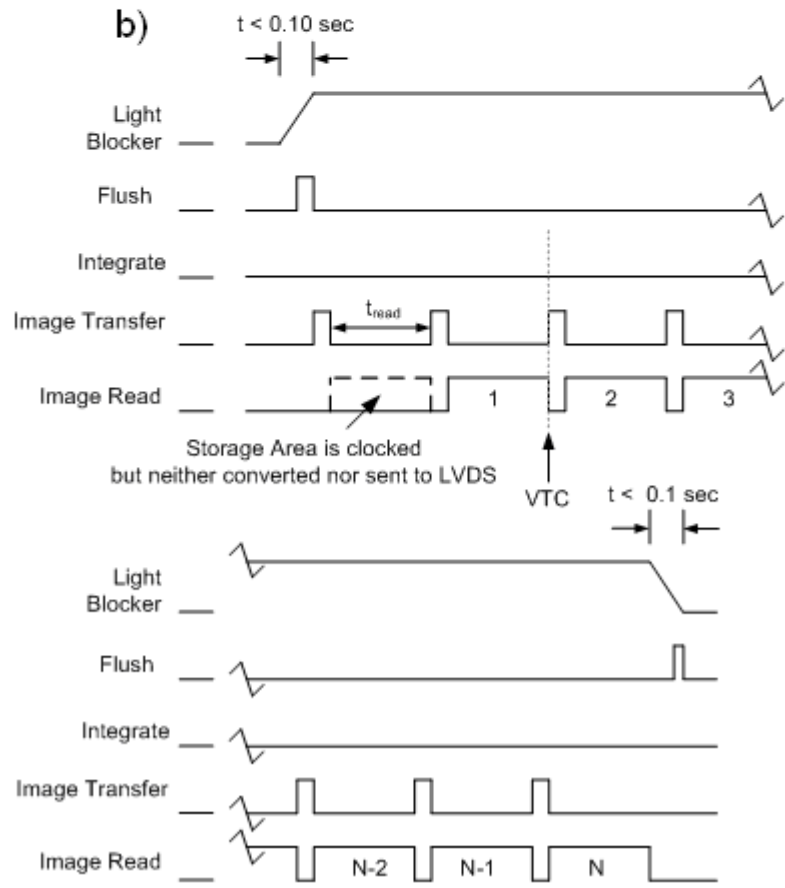 b)
t < 0.10 sec
Light
Blocker
Flush
Integrate
Image Transfer
t_read
Image Read
1
2
3
Storage Area is clocked
but neither converted nor sent to LVDS
VTC
t < 0.1 sec
Light
Blocker
Flush
Integrate
Image Transfer
Image Read
N-2
N-1
N